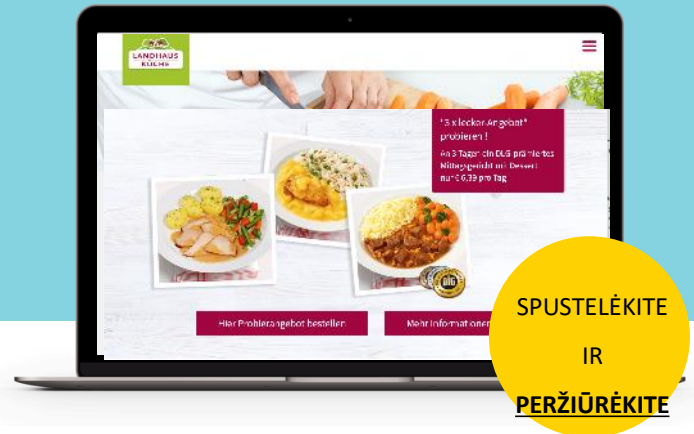 LANDHAUS
KÜCHE
"3 x lecker-Angebot"
probieren !
An 3 Tagen ein DLG-prämiertes
Mittagsgericht mit Dessert
nur € 6,39 pro Tag
DLG
Hier Probierangebot bestellen
Mehr Informationen
SPUSTELĖKITE
IR
PERŽIŪRĖKITE